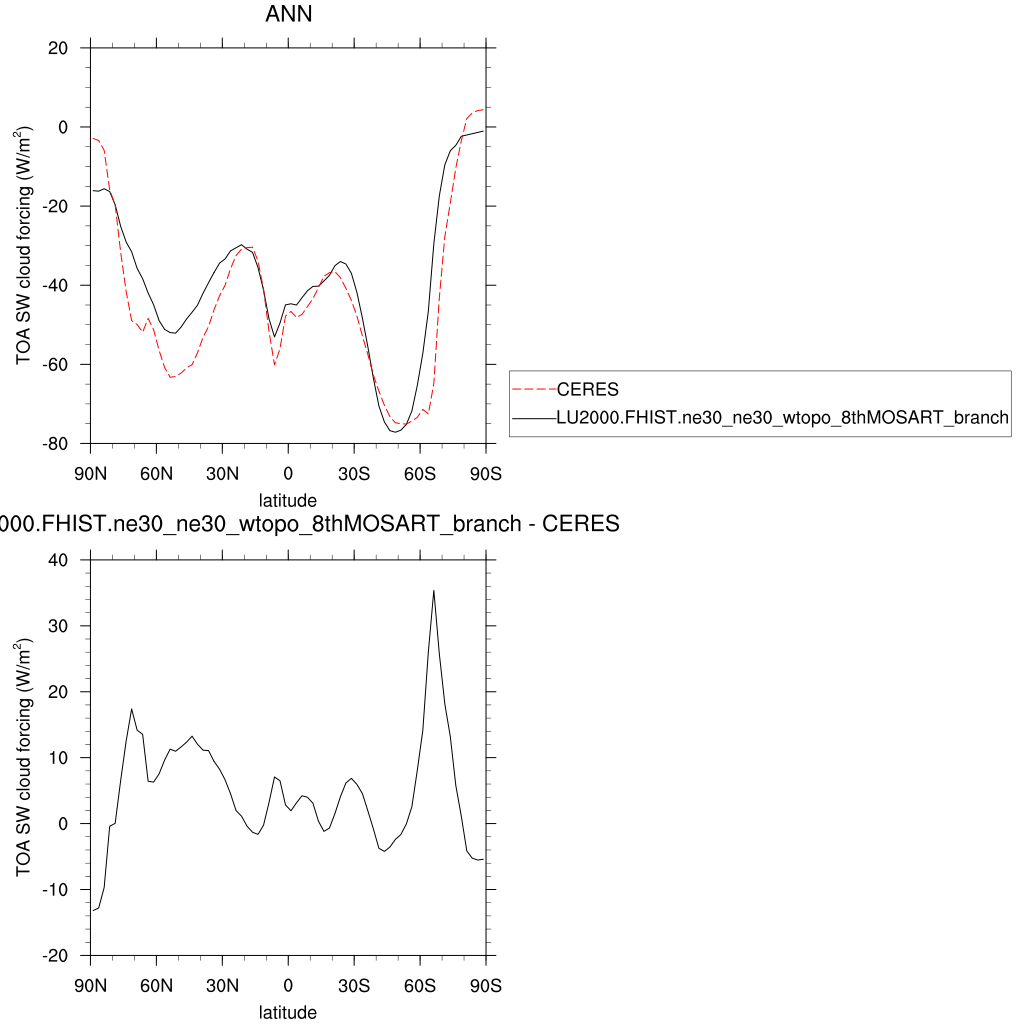 ANN
20
0
-20
-40
-60
-80
TOA SW cloud forcing (W/m²)
90N 60N 30N 0 30S 60S 90S
latitude
CERES
LU2000.FHIST.ne30_ne30_wtopo_8thMOSART_branch
000.FHIST.ne30_ne30_wtopo_8thMOSART_branch - CERES
40
30
20
10
0
-10
-20
TOA SW cloud forcing (W/m²)
90N 60N 30N 0 30S 60S 90S
latitude